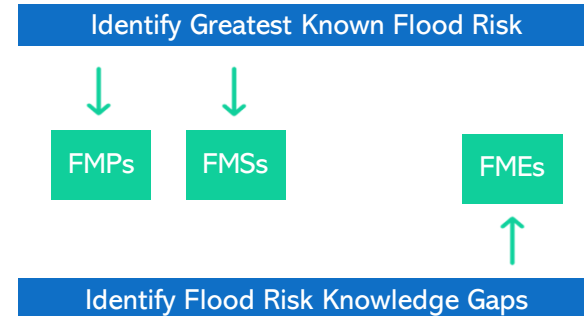 Identify Greatest Known Flood Risk
FMPs
FMSs
FMEs
Identify Flood Risk Knowledge Gaps